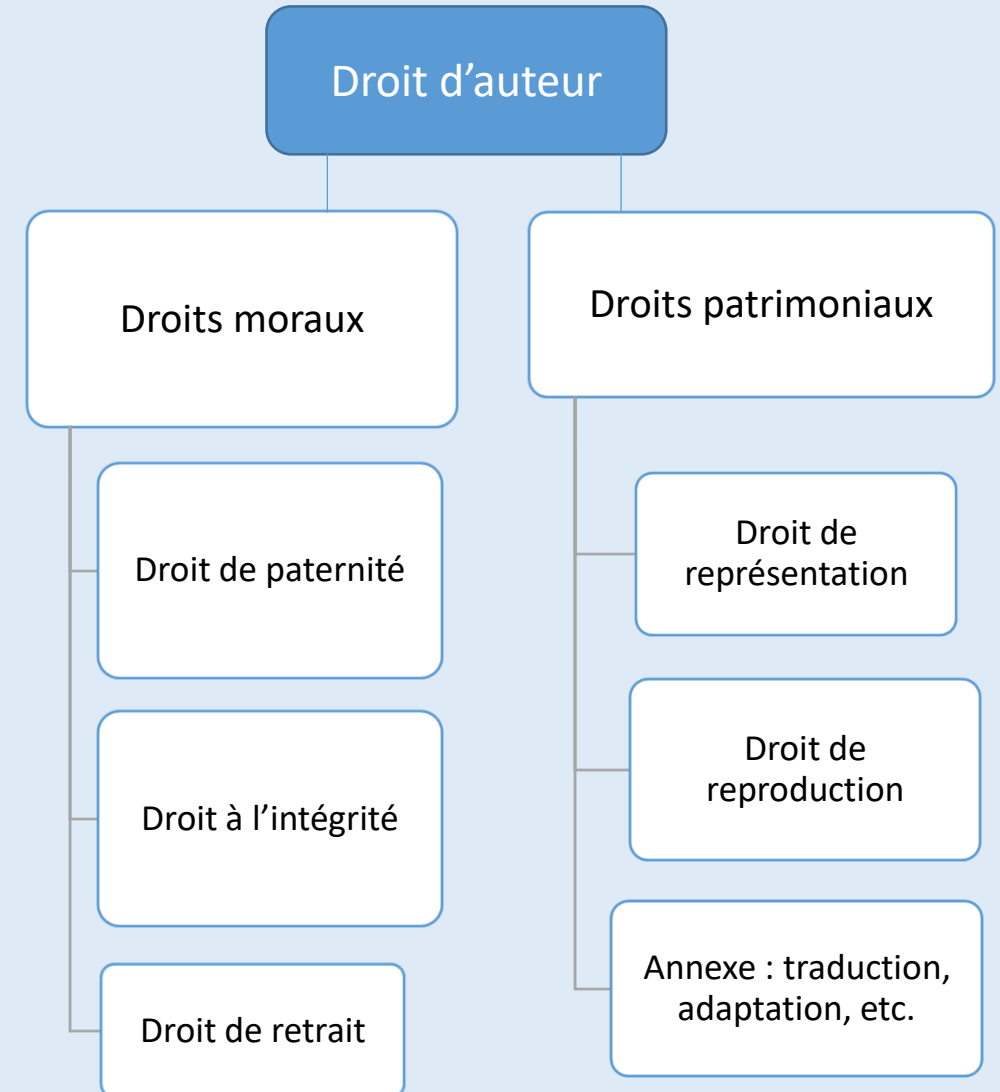 Droit d’auteur
Droits moraux
Droit de paternité
Droit à l’intégrité
Droit de retrait
Droits patrimoniaux
Droit de
représentation
Droit de
reproduction
Annexe : traduction,
adaptation, etc.